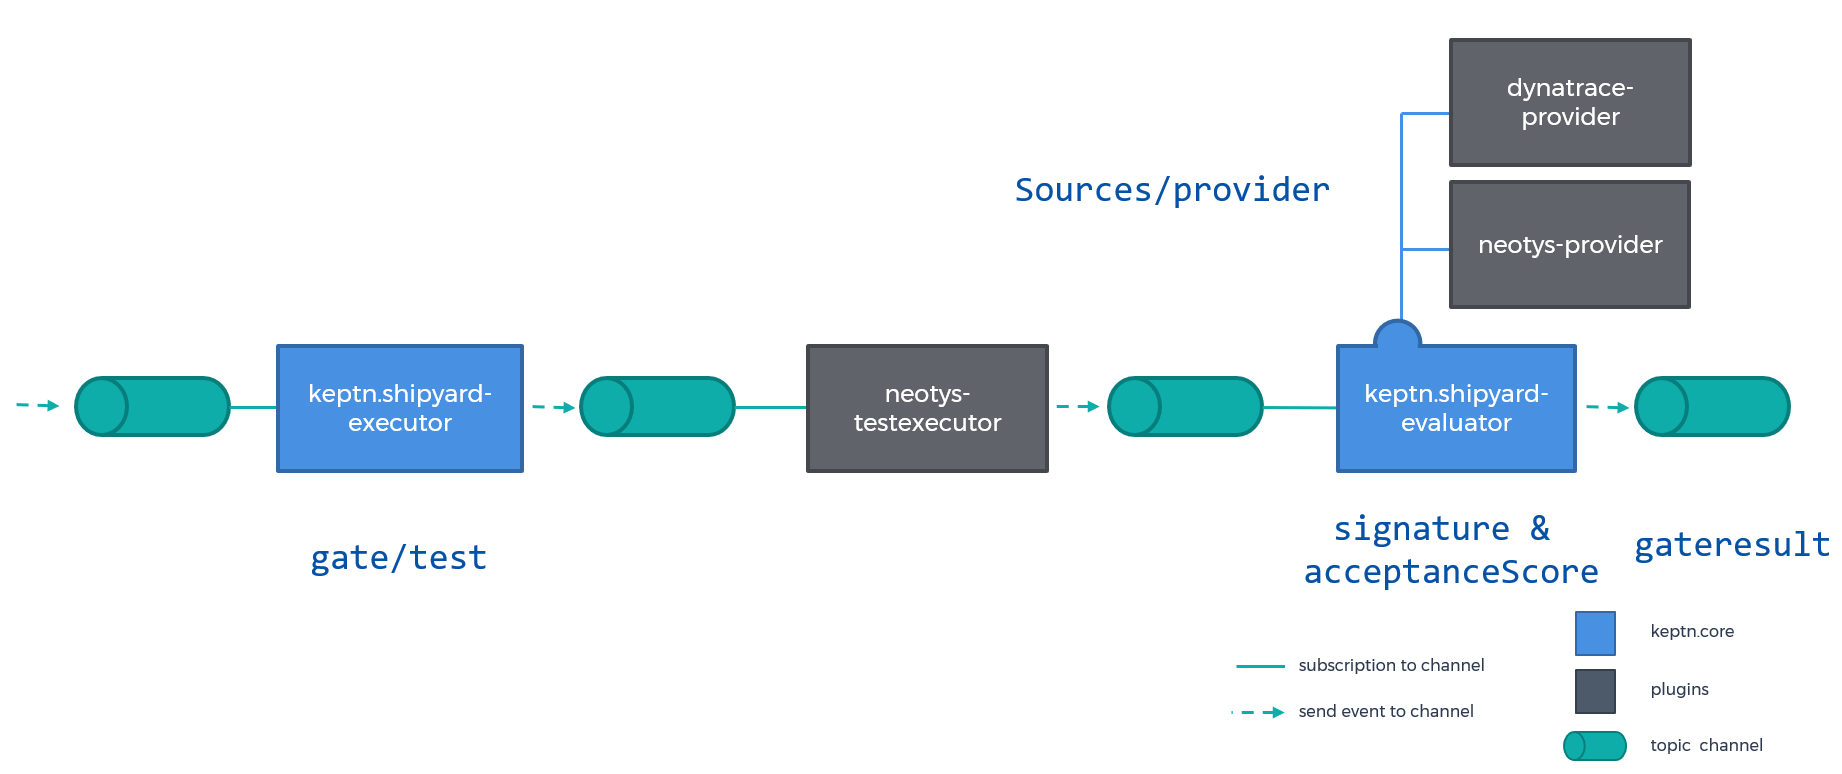 dynatrace-
provider
Sources/provider
neotys-provider
keptn.shipyard-
executor
neotys-
testexecutor
keptn.shipyard-
evaluator
gate/test
signature &
acceptanceScore
gateresult
keptn.core
subscription to channel
plugins
send event to channel
topic channel